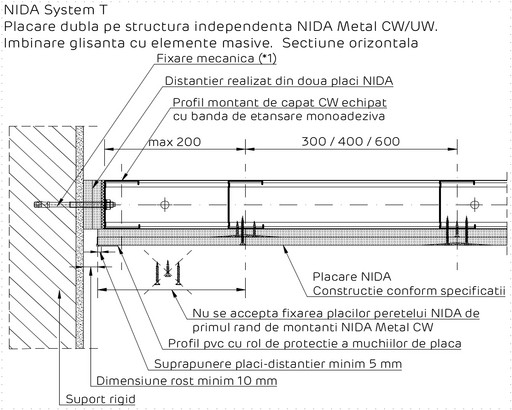 NIDA System T
Placare dubla pe structura independenta NIDA Metal CW/UW.
Imbinare glisanta cu elemente masive. Sectiune orizontala
Fixare mecanica (*1)
Distantier realizat din doua placi NIDA
Profil montant de capat CW echipat
cu banda de etansare monoadeziva
max 200
300 / 400 / 600
Placare NIDA
Constructie conform specificatii
Nu se accepta fixarea placilor peretelui NIDA de
primul rand de montanti NIDA Metal CW
Profil pvc cu rol de protectie a muchiilor de placa
Suprapunere placi-distantier minim 5 mm
Dimensiune rost minim 10 mm
Suport rigid